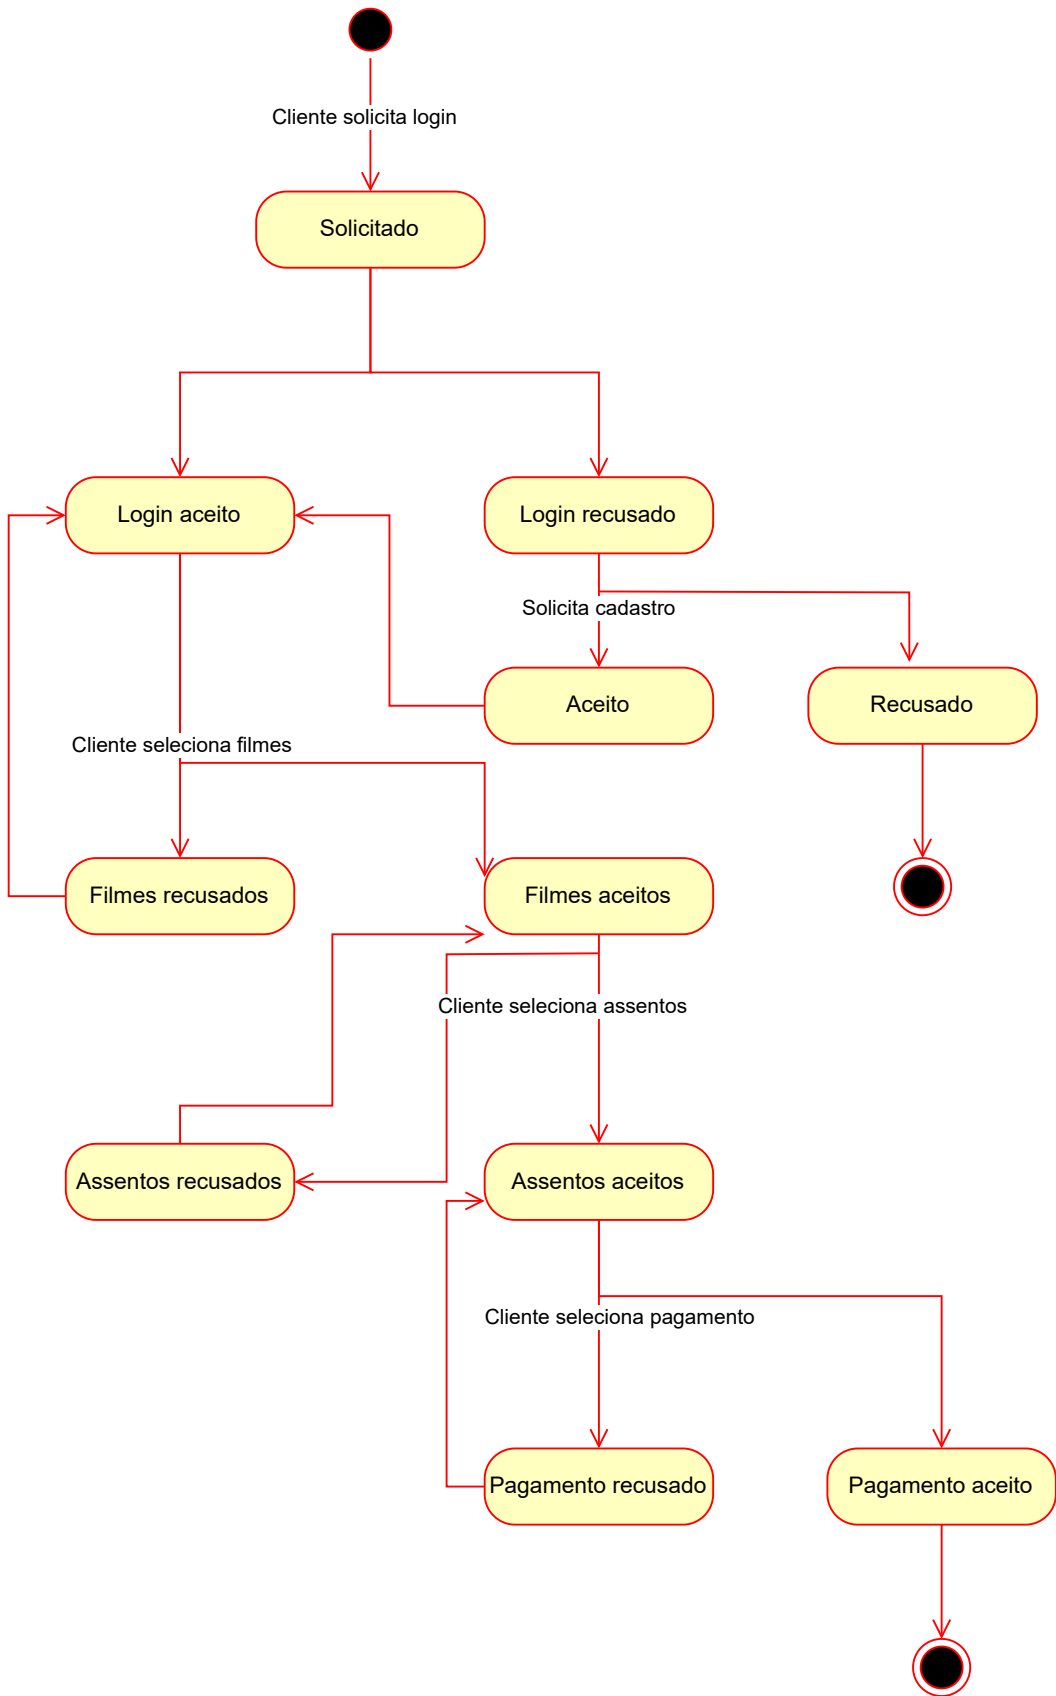 Cliente solicita login
Solicitado
Login aceito
Login recusado
Solicita cadastro
Aceito
Recusado
Cliente seleciona filmes
Filmes recusados
Filmes aceitos
Cliente seleciona assentos
Assentos recusados
Assentos aceitos
Cliente seleciona pagamento
Pagamento recusado
Pagamento aceito